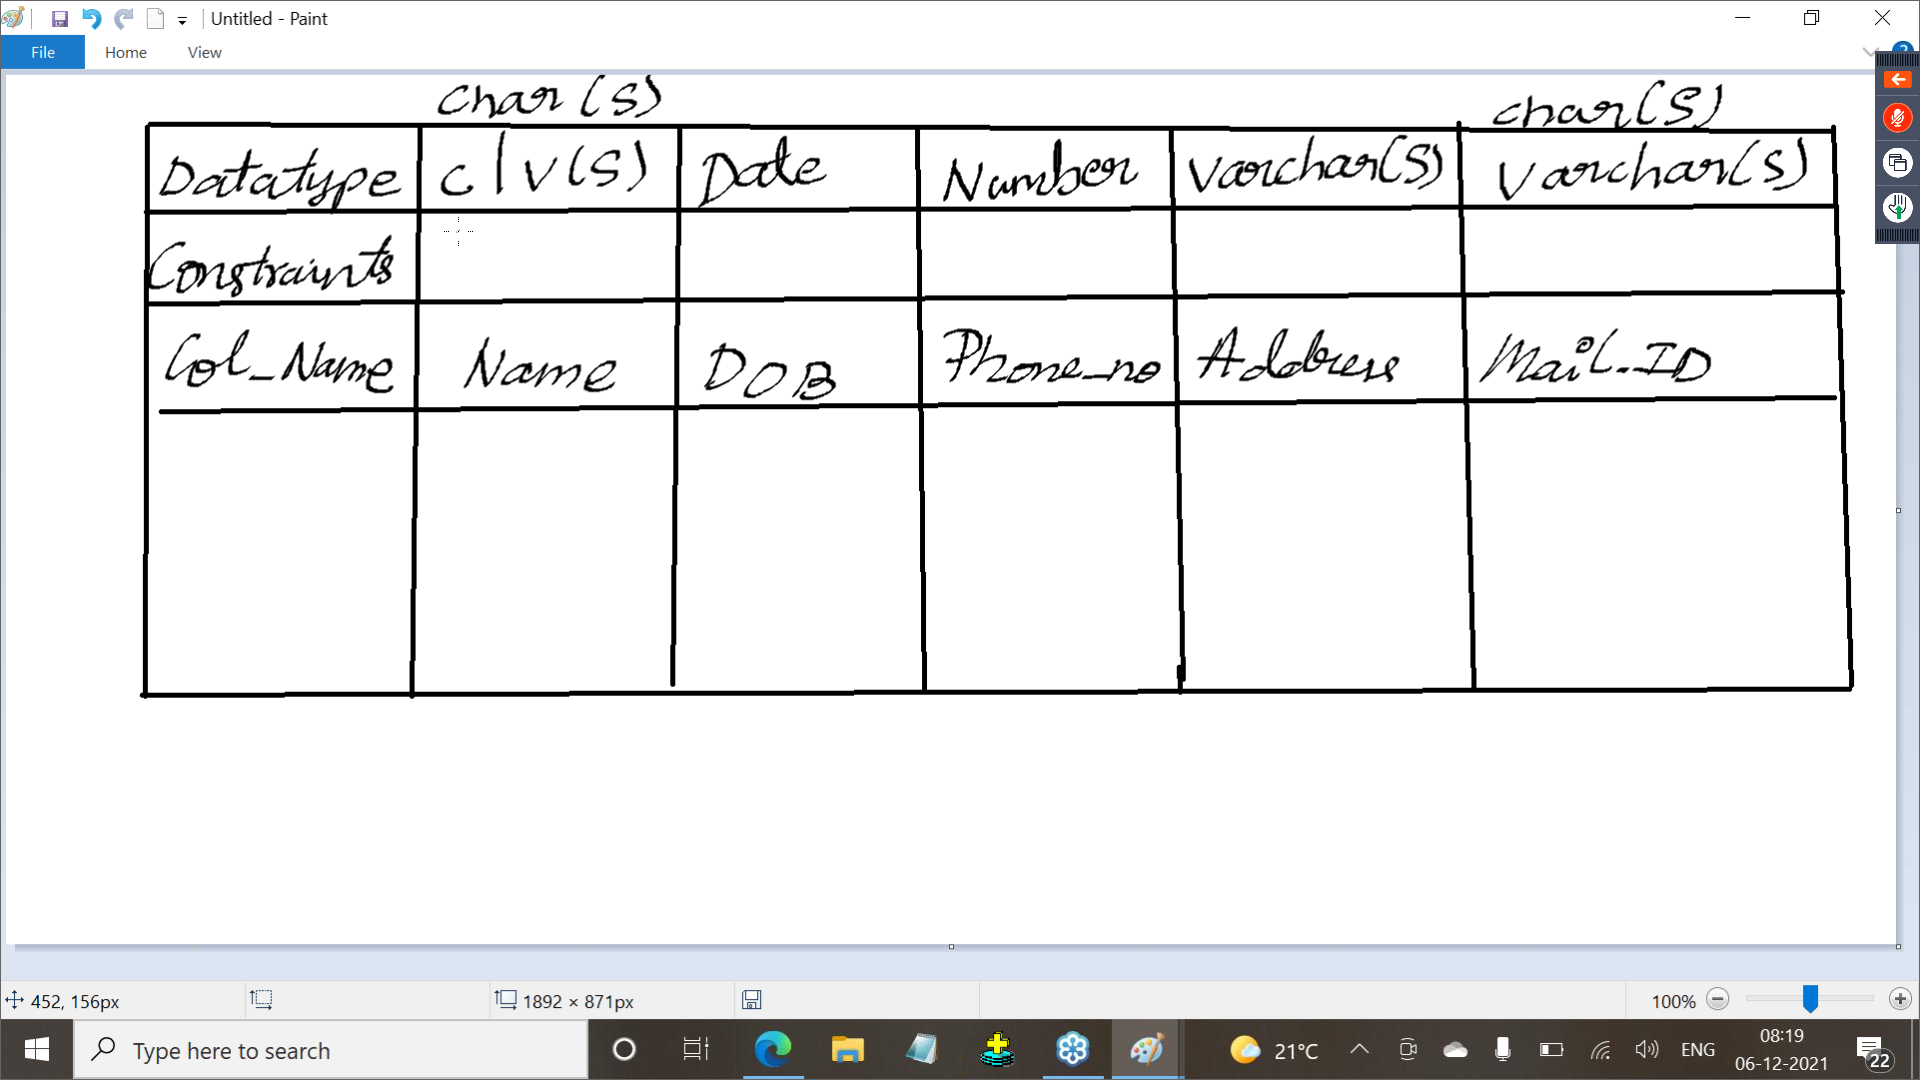 Untitled - Paint
File Home View
char(s) char(s)
Datatype c/v(s) Date Number Varchar(s) Varchar(s)
Constraints
Col_Name Name DOB Phone_no Address Mail_ID
452, 156px 1892 × 871px 100%
Type here to search 21°C ENG 08:19
06-12-2021 22